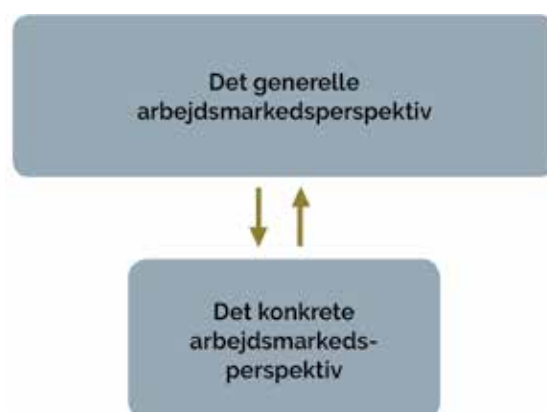 Det generelle
arbejdsmarkedsperspektiv
Det konkrete
arbejdsmarkeds-
perspektiv